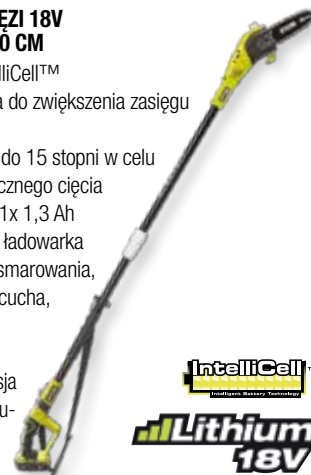 ĘZI 18V
0 CM
lliCell™
a do zwiększenia zasięgu
do 15 stopni w celu
cznego cięcia
1x 1,3 Ah
ładowarka
smarowania,
cucha,
sja
u-
IntelliCell™
Intelligent Battery Technology
Lithium
18V